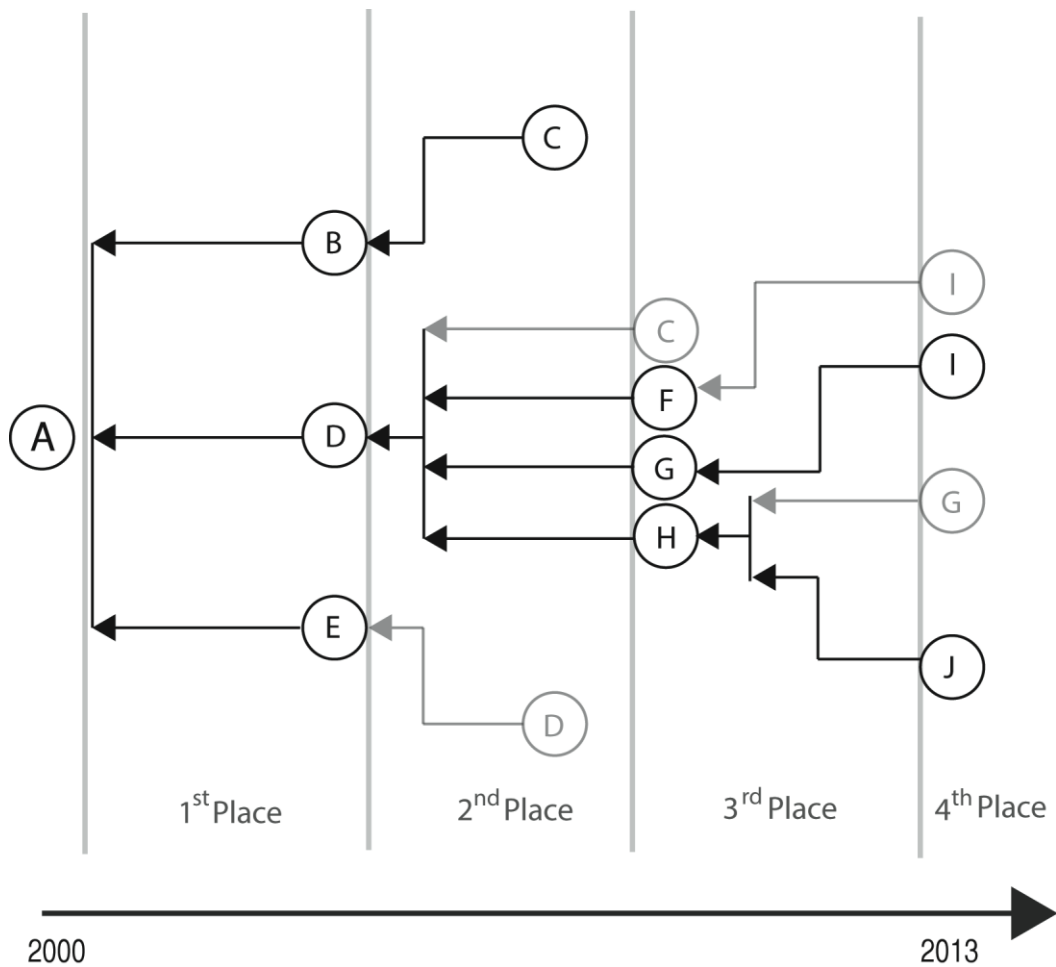 C
B
I
C
I
F
A
D
G
G
H
E
J
D
1st Place
2nd Place
3rd Place
4th Place
2000
2013